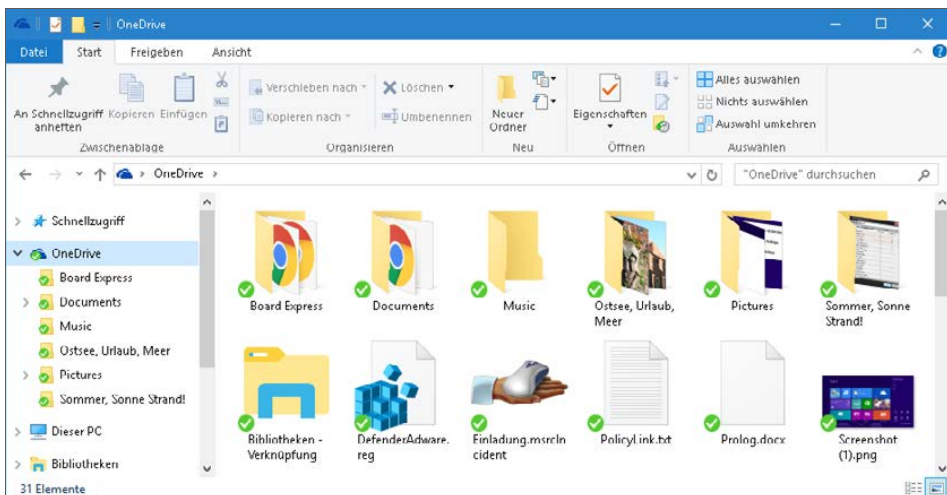 OneDrive
Datei Start Freigeben Ansicht
An Schnellzugriff
anheften
Kopieren
Einfügen
Zwischenablage
Verschieben nach
Kopieren nach
Löschen
Umbenennen
Organisieren
Neuer
Ordner
Neu
Eigenschaften
Öffnen
Alles auswählen
Nichts auswählen
Auswahl umkehren
Auswählen
OneDrive
"OneDrive" durchsuchen
Schnellzugriff
OneDrive
Board Express
Documents
Music
Ostsee, Urlaub, Meer
Pictures
Sommer, Sonne Strand!
Dieser PC
Bibliotheken
Board Express
Documents
Music
Ostsee, Urlaub,
Meer
Pictures
Sommer, Sonne
Strand!
Bibliotheken -
Verknüpfung
DefenderAdware.
reg
Einladung.msrcIn
cident
PolicyLink.txt
Prolog.docx
Screenshot
(1).png
31 Elemente